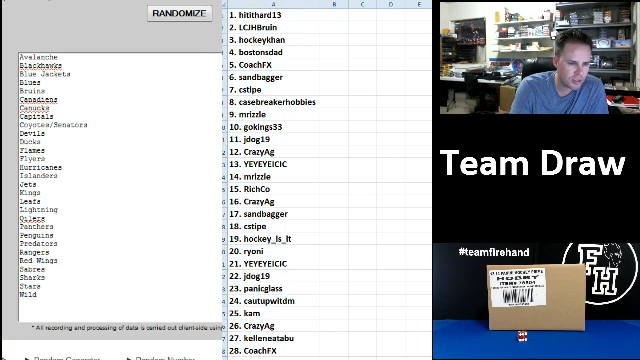 RANDOMIZE
Avalanche
Blackhawks
Blue Jackets
Blues
Bruins
Canadiens
Canucks
Capitals
Coyotes/Senators
Devils
Ducks
Flames
Flyers
Hurricanes
Islanders
Jets
Kings
Leafs
Lightning
Oilers
Panthers
Penguins
Predators
Rangers
Red Wings
Sabres
Sharks
Stars
Wild
* All recording and processing of data is carried out client-side using
Random Number
A B C D E
1. hitithard13
2. LCJHBruin
3. hockeykhan
4. bostonsdad
5. CoachFX
6. sandbagger
7. cstipe
8. casebreakerhobbies
9. mrizzle
10. gokings33
11. jdog19
12. CrazyAg
13. YEYEYEICIC
14. mrizzle
15. RichCo
16. CrazyAg
17. sandbagger
18. cstipe
19. hockey_is_it
20. ryoni
21. YEYEYEICIC
22. jdog19
23. panicglass
24. cautupwitdm
25. kam
26. CrazyAg
27. kelleneatabu
28. CoachFX
Team Draw
#teamfirehand
HOBBY
FH